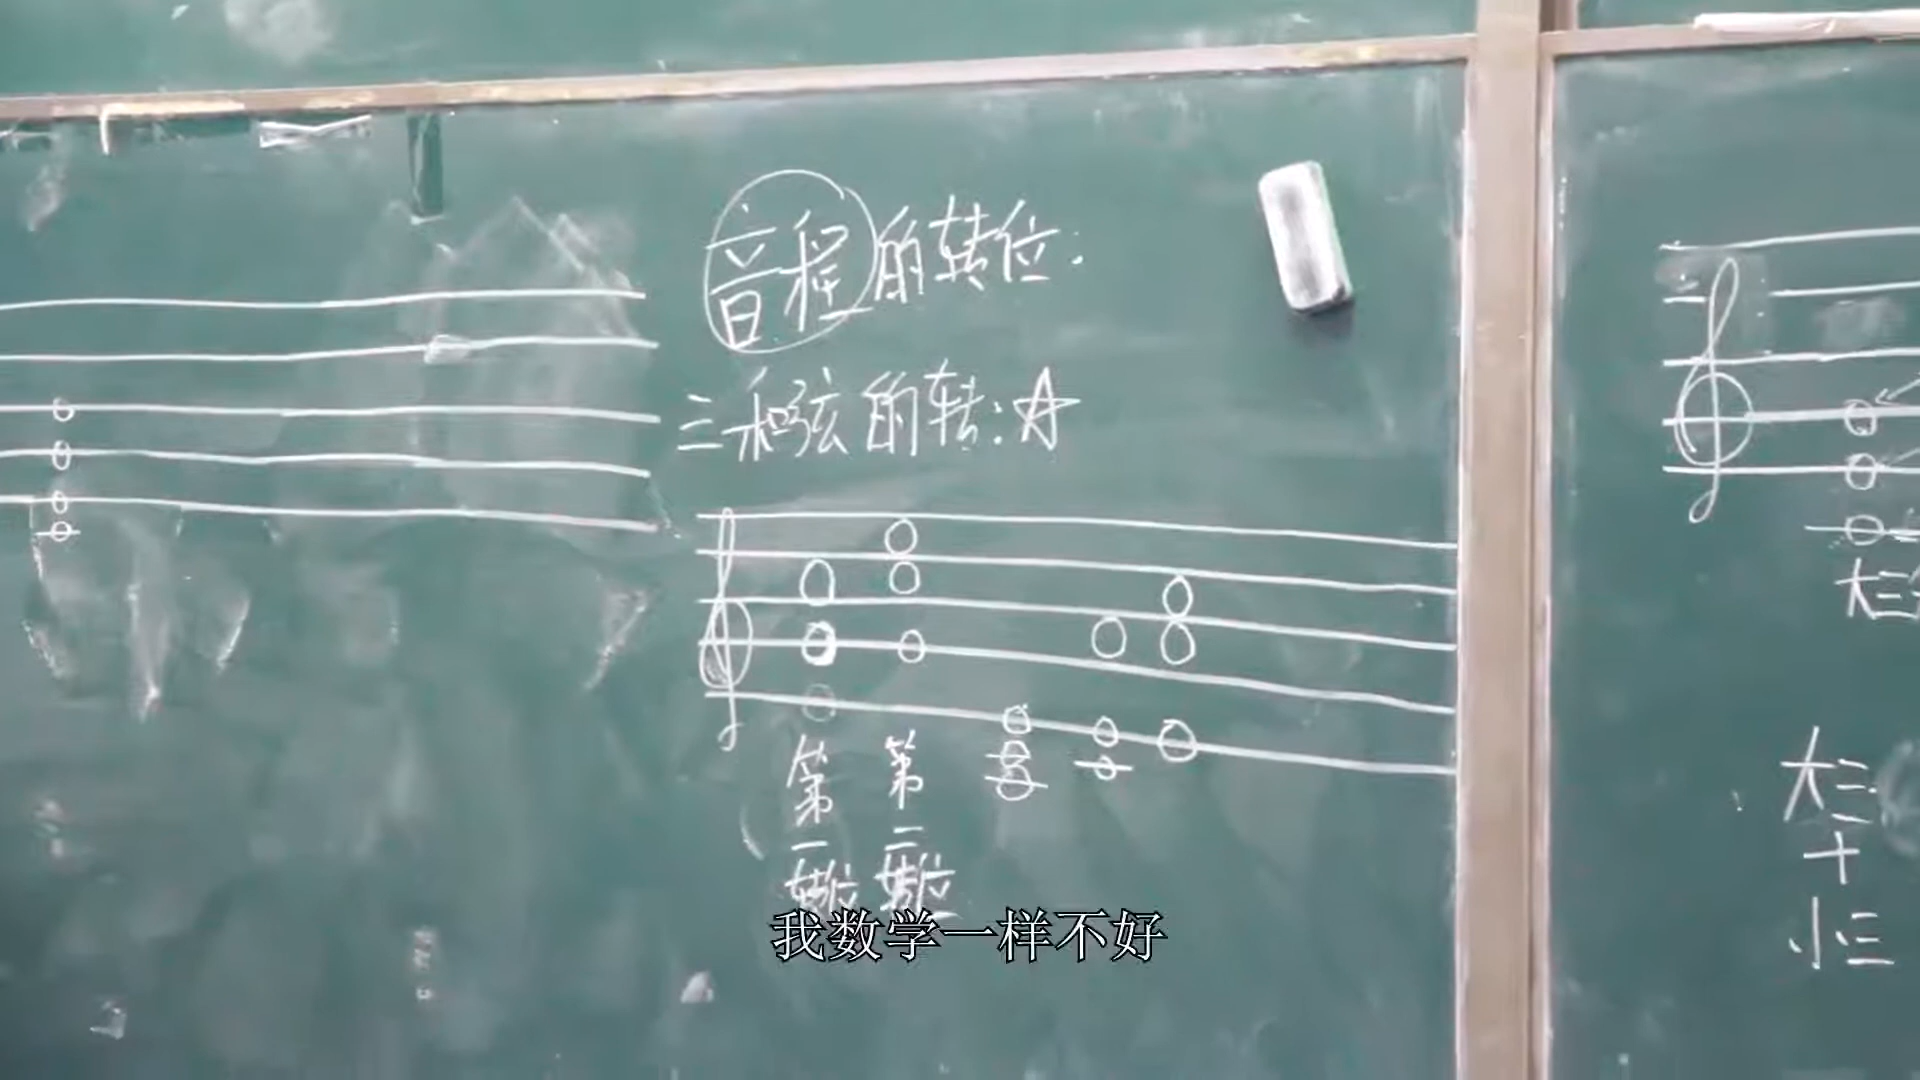 音程的转位:
三和弦的转:☆
第一转位
第二转位
大三
大三
+
小三
我数学一样不好